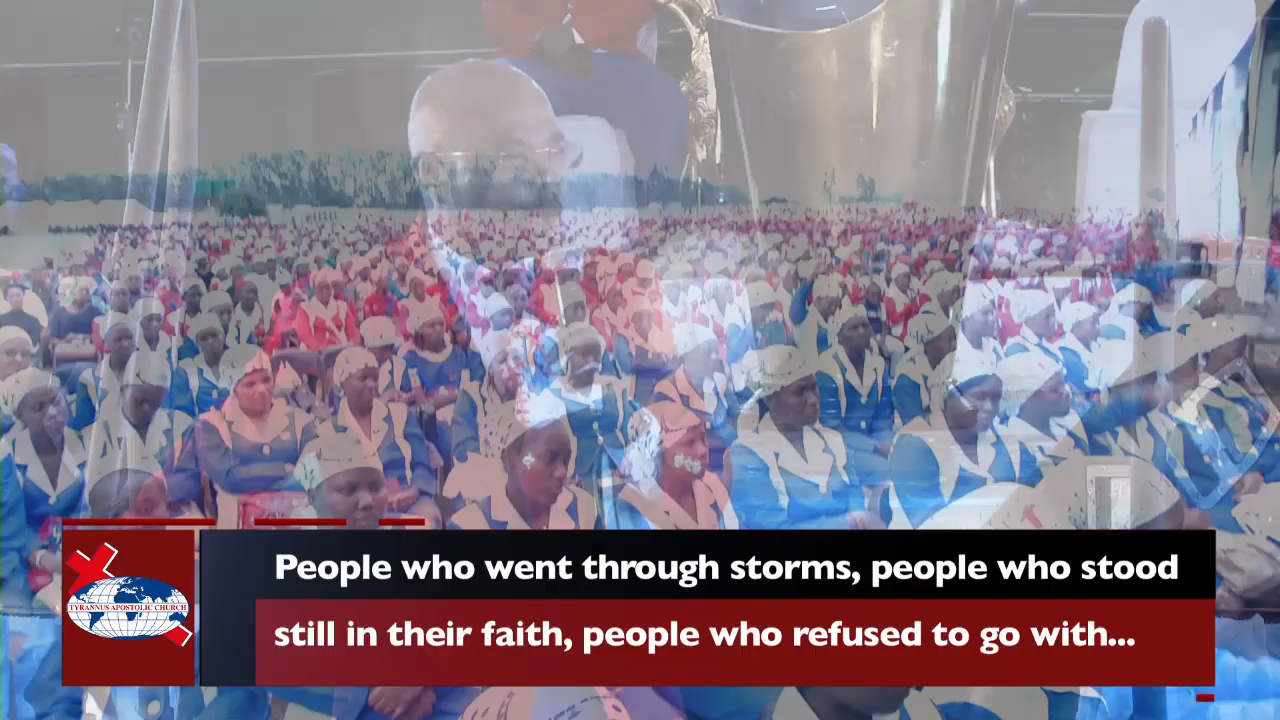 People who went through storms, people who stood
still in their faith, people who refused to go with...
TYRANNUS APOSTOLIC CHURCH